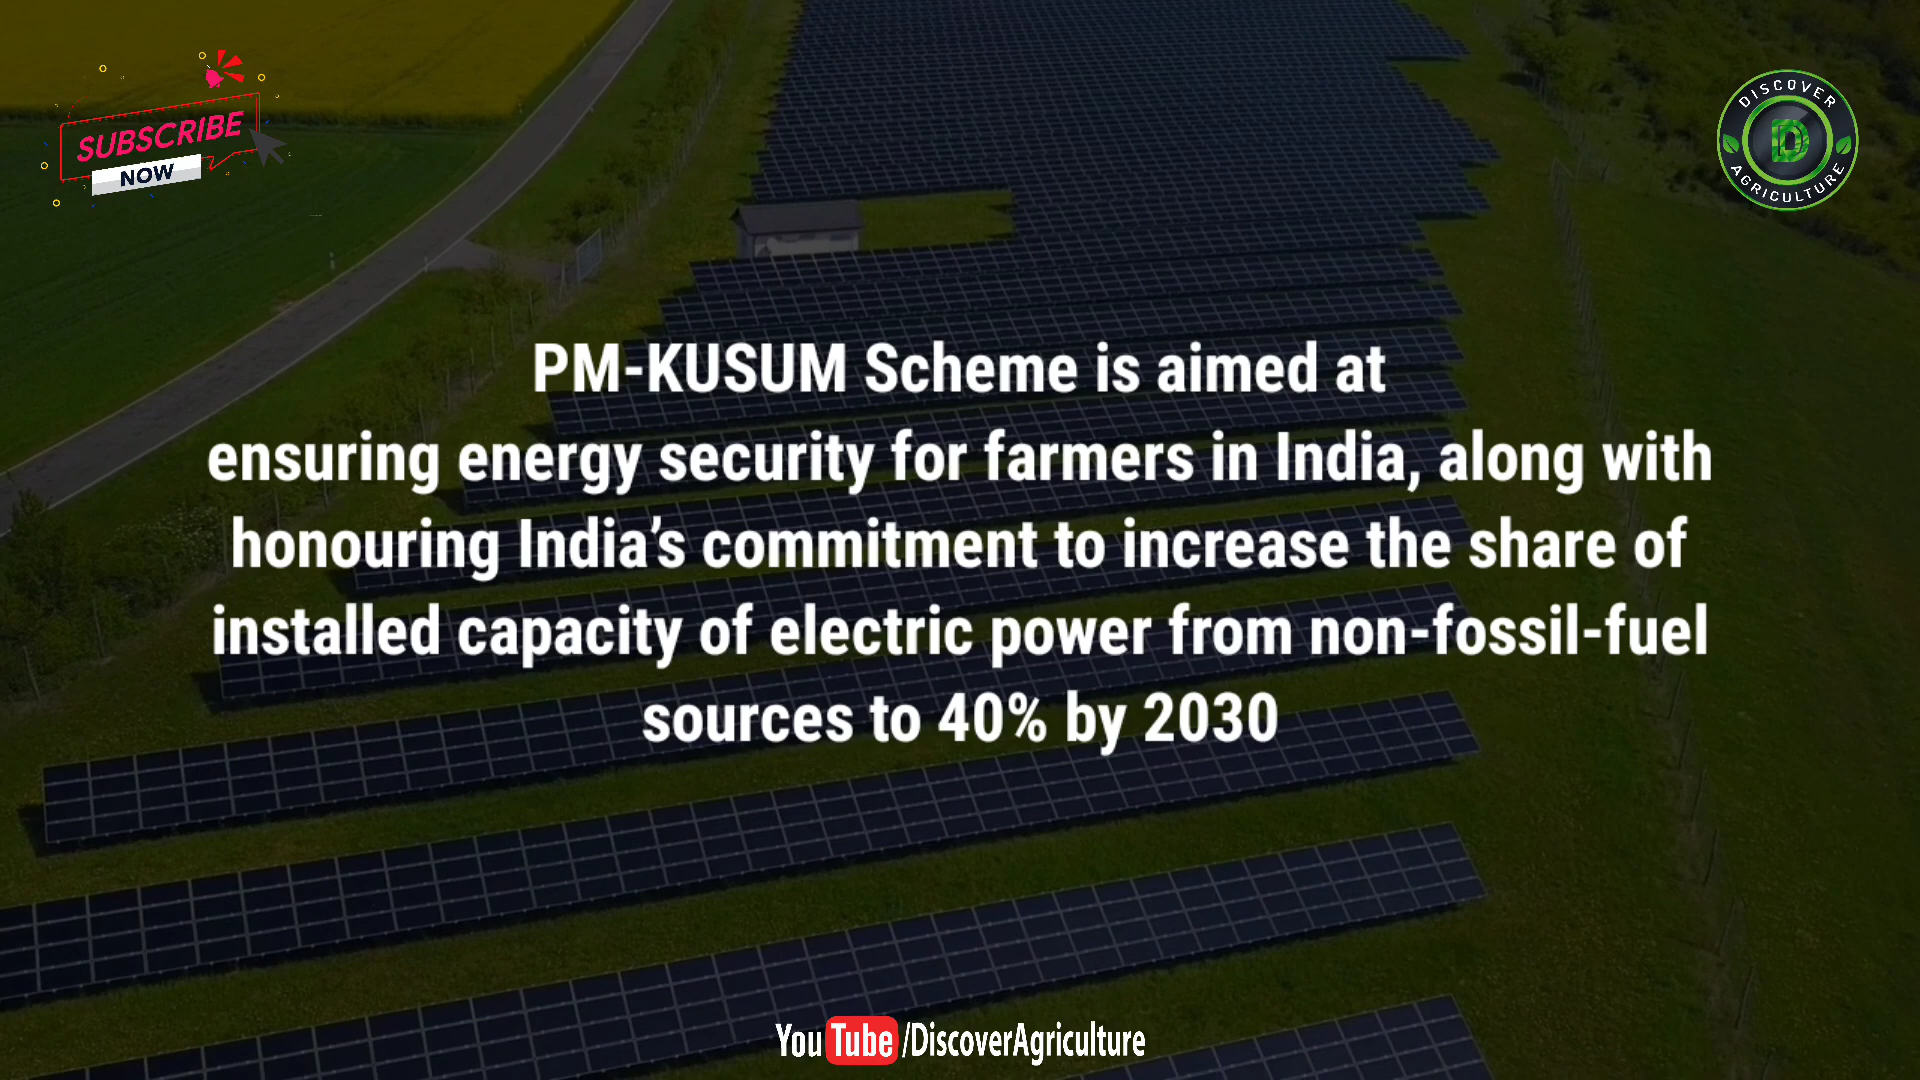 SUBSCRIBE
NOW
DISCOVER
D
AGRICULTURE
PM-KUSUM Scheme is aimed at
ensuring energy security for farmers in India, along with
honouring India’s commitment to increase the share of
installed capacity of electric power from non-fossil-fuel
sources to 40% by 2030
YouTube/DiscoverAgriculture